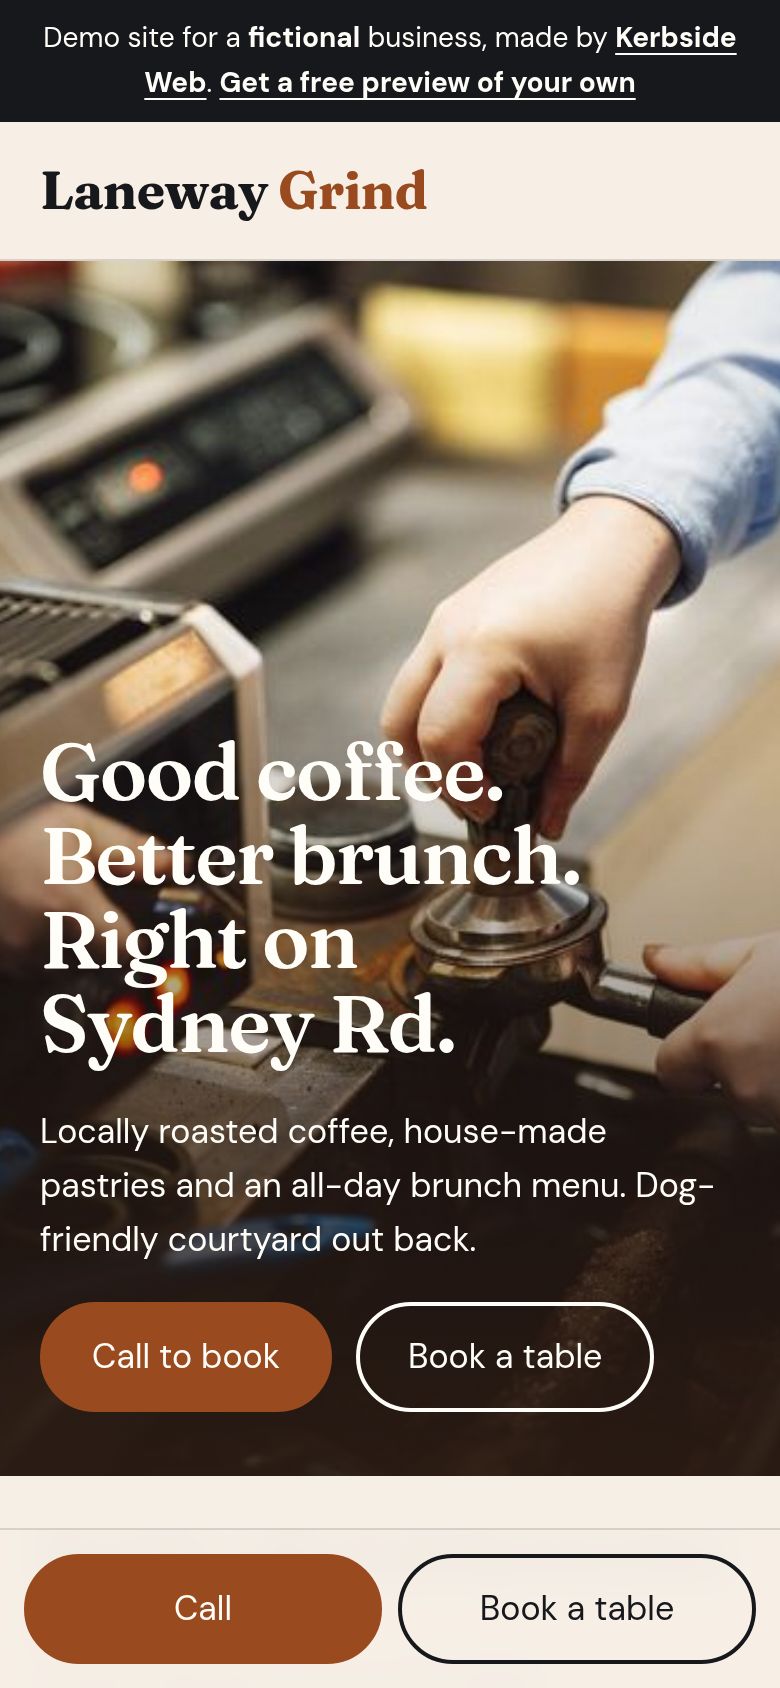 Demo site for a fictional business, made by Kerbside
Web. Get a free preview of your own
Laneway Grind
Good coffee.
Better brunch.
Right on
Sydney Rd.
Locally roasted coffee, house-made
pastries and an all-day brunch menu. Dog-
friendly courtyard out back.
Call to book
Book a table
Call
Book a table